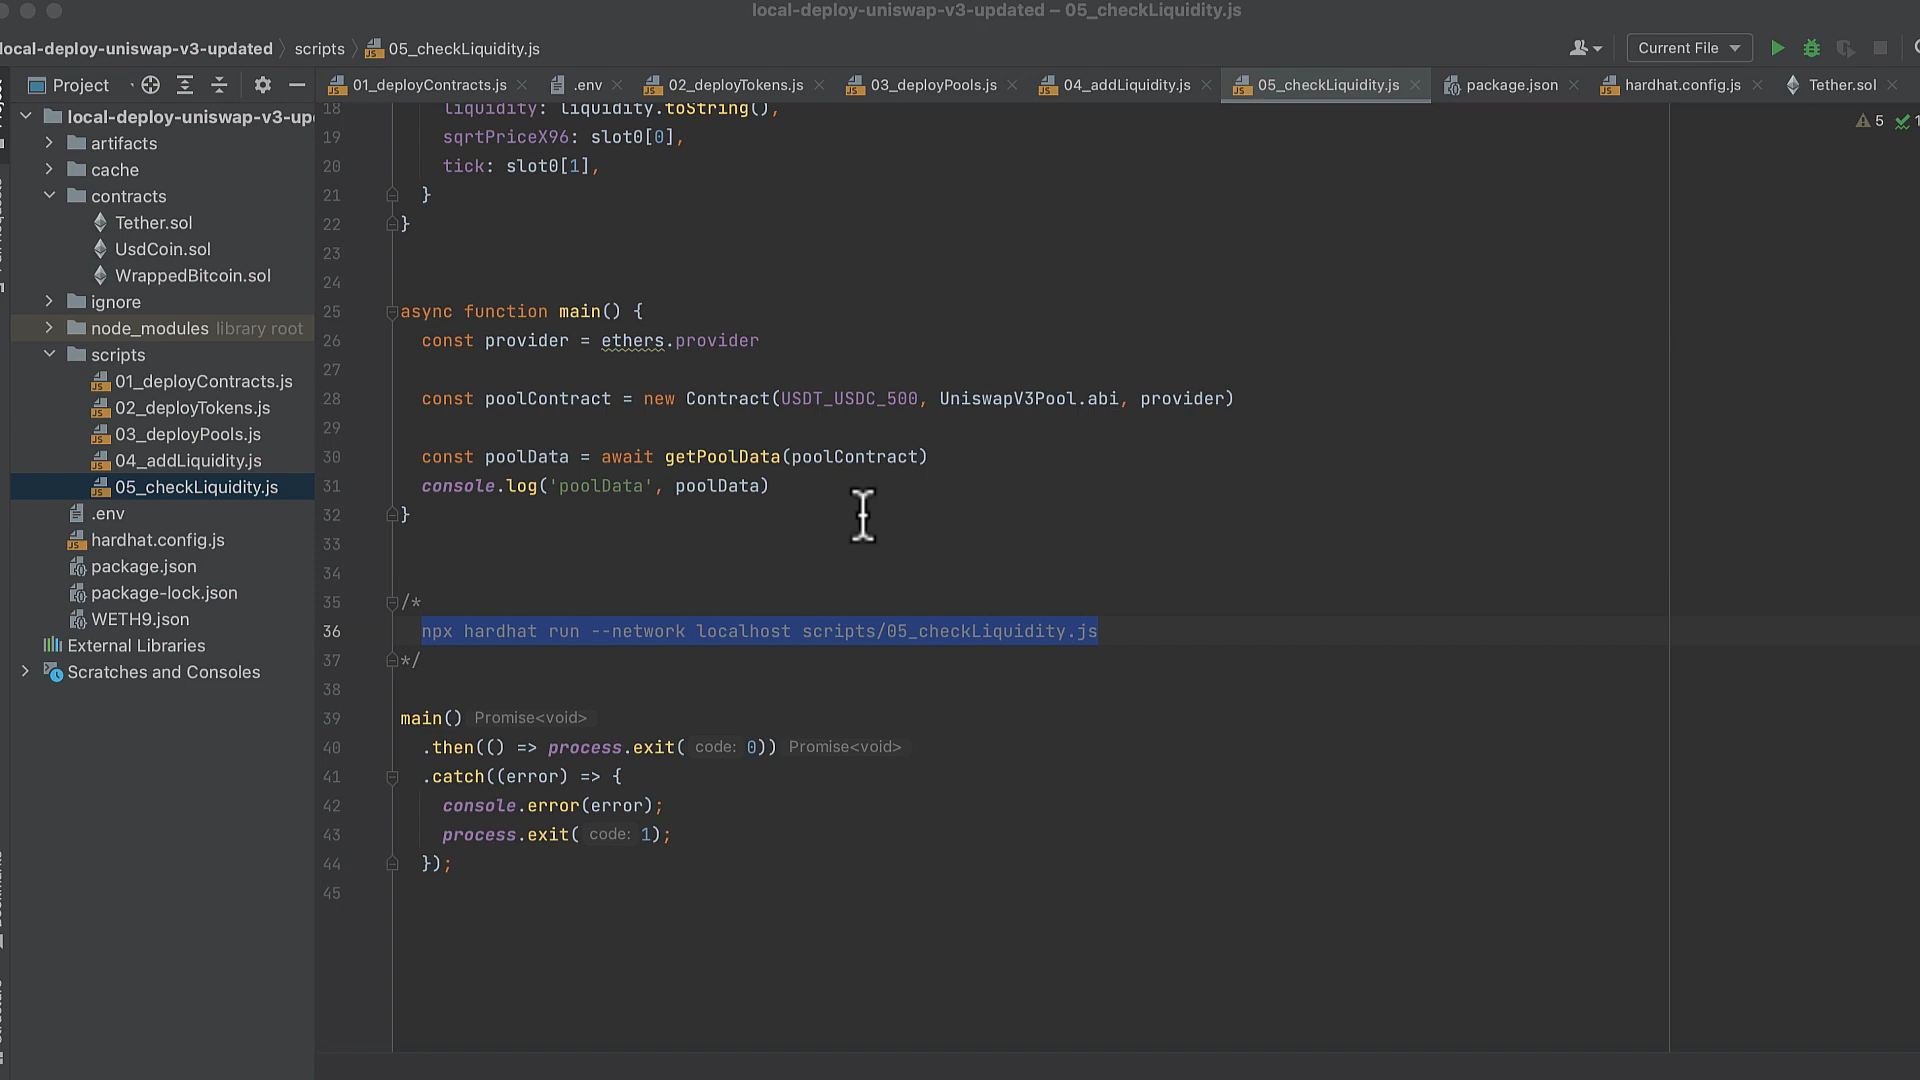 local-deploy-uniswap-v3-updated – 05_checkLiquidity.js
local-deploy-uniswap-v3-updated scripts 05_checkLiquidity.js
Current File
Project
01_deployContracts.js .env 02_deployTokens.js 03_deployPools.js 04_addLiquidity.js 05_checkLiquidity.js package.json hardhat.config.js Tether.sol
local-deploy-uniswap-v3-up
artifacts
cache
contracts
Tether.sol
UsdCoin.sol
WrappedBitcoin.sol
ignore
node_modules library root
scripts
01_deployContracts.js
02_deployTokens.js
03_deployPools.js
04_addLiquidity.js
05_checkLiquidity.js
.env
hardhat.config.js
package.json
package-lock.json
WETH9.json
External Libraries
Scratches and Consoles
5 1
18 liquidity: liquidity.toString(),
19 sqrtPriceX96: slot0[0],
20 tick: slot0[1],
21 }
22 }
23
24
25 async function main() {
26 const provider = ethers.provider
27
28 const poolContract = new Contract(USDT_USDC_500, UniswapV3Pool.abi, provider)
29
30 const poolData = await getPoolData(poolContract)
31 console.log('poolData', poolData)
32 }
33
34
35 /*
36 npx hardhat run --network localhost scripts/05_checkLiquidity.js
37 */
38
39 main() Promise<void>
40 .then(() => process.exit( code: 0)) Promise<void>
41 .catch((error) => {
42 console.error(error);
43 process.exit( code: 1);
44 });
45